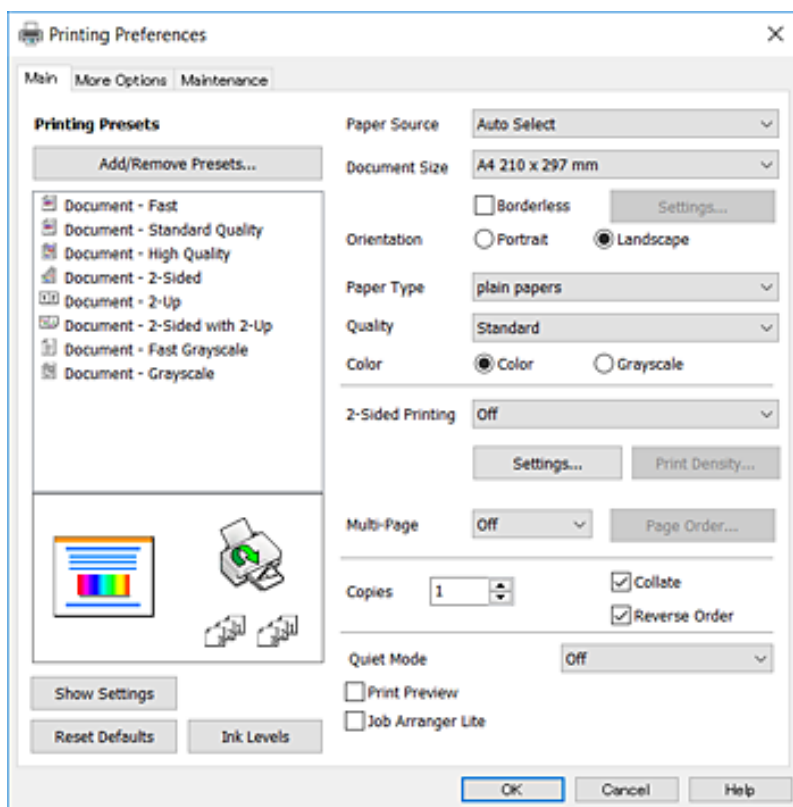 Printing Preferences
Main More Options Maintenance
Printing Presets
Add/Remove Presets...
Document - Fast
Document - Standard Quality
Document - High Quality
Document - 2-Sided
Document - 2-Up
Document - 2-Sided with 2-Up
Document - Fast Grayscale
Document - Grayscale
Show Settings
Reset Defaults Ink Levels
Paper Source Auto Select
Document Size A4 210 x 297 mm
Borderless Settings...
Orientation Portrait Landscape
Paper Type plain papers
Quality Standard
Color Color Grayscale
2-Sided Printing Off
Settings... Print Density...
Multi-Page Off Page Order...
Copies 1 Collate
Reverse Order
Quiet Mode Off
Print Preview
Job Arranger Lite
OK Cancel Help